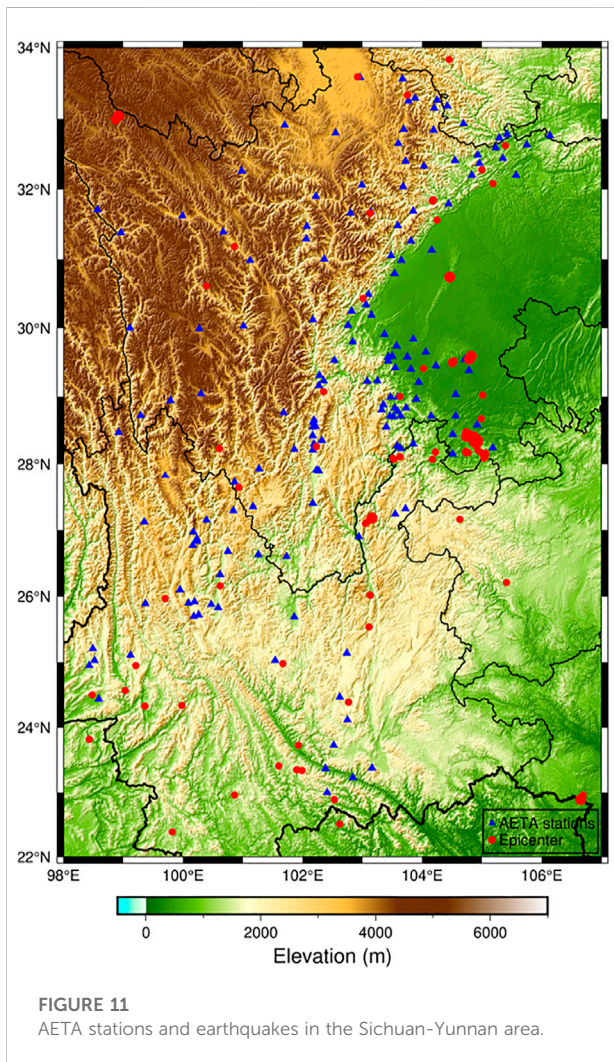 34°N
32°N
30°N
28°N
26°N
24°N
22°N
98°E
100°E
102°E
104°E
106°E
AETA stations
Epicenter
0
2000
4000
6000
Elevation (m)
FIGURE 11
AETA stations and earthquakes in the Sichuan-Yunnan area.